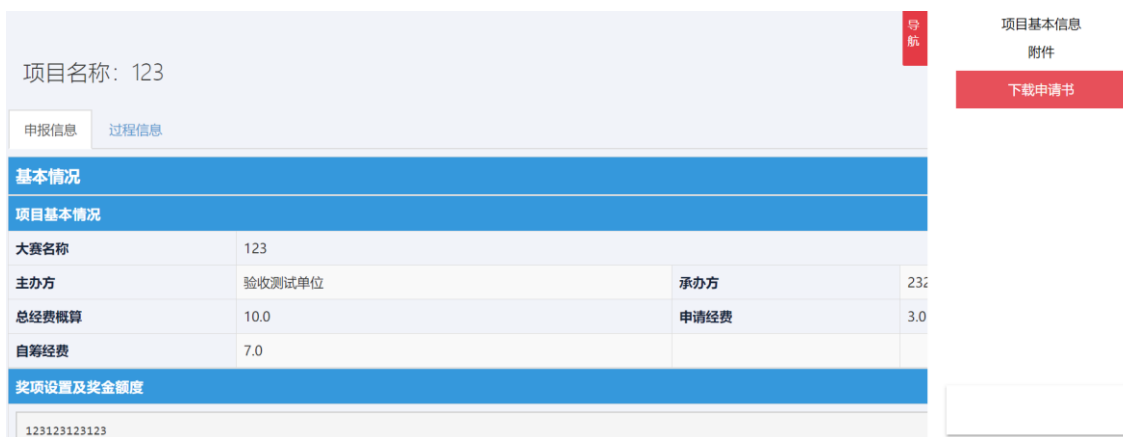 导
航
项目名称：123
申报信息 过程信息
基本情况
项目基本情况
大赛名称 123
主办方 验收测试单位 承办方 232
总经费概算 10.0 申请经费 3.0
自筹经费 7.0
奖项设置及奖金额度
123123123123
项目基本信息
附件
下载申请书